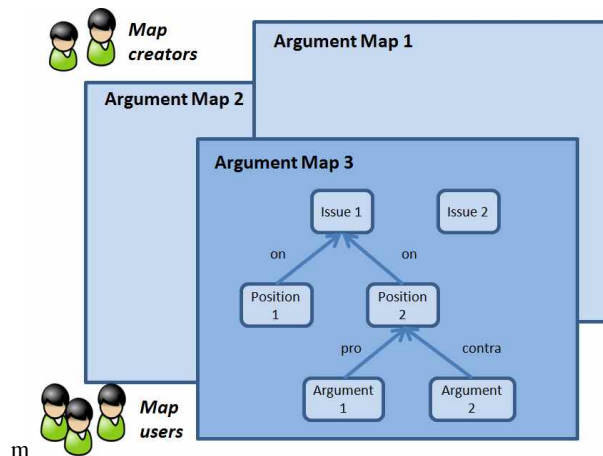 Map
creators
Argument Map 1
Argument Map 2
Argument Map 3
Issue 1
Issue 2
on
on
Position
1
Position
2
pro
contra
Argument
1
Argument
2
Map
users
m